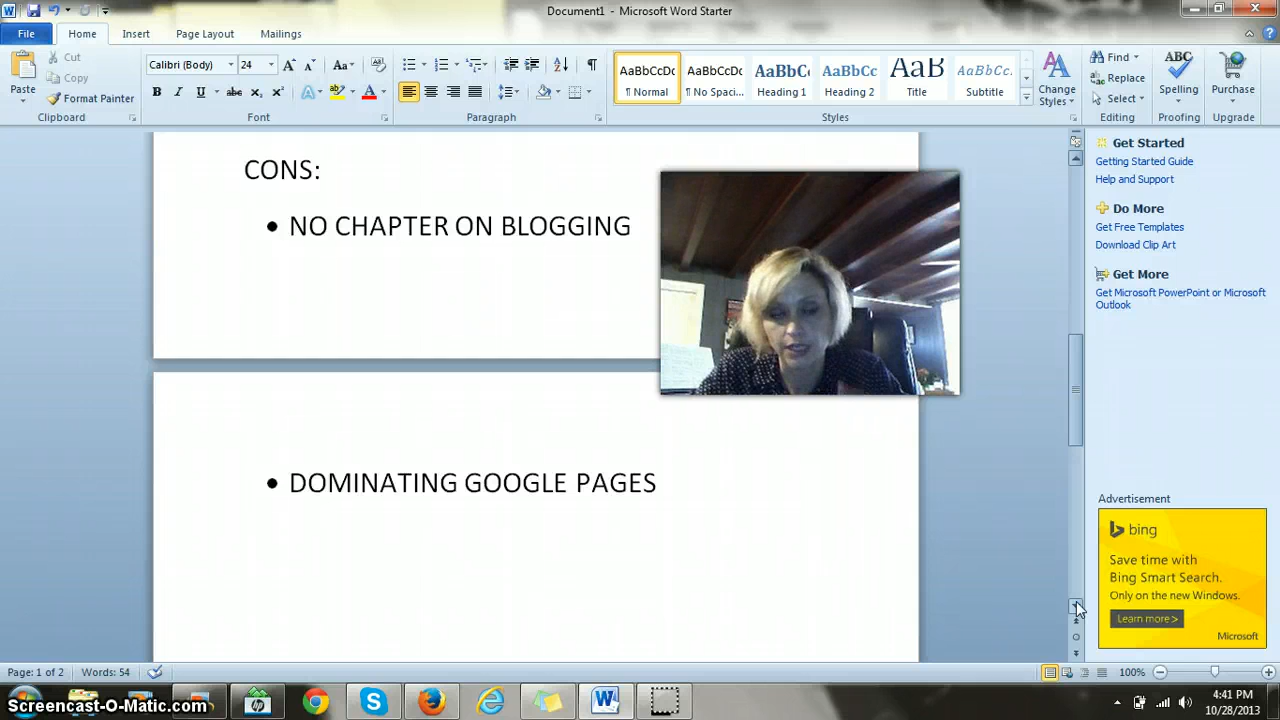 Document1 - Microsoft Word Starter
File Home Insert Page Layout Mailings
Paste
Cut
Copy
Format Painter
Clipboard
Calibri (Body) 24
Font
Paragraph
AaBbCcDc AaBbCcDc AaBbCc AaBbCc AaB AaBbCcDc.
¶ Normal ¶ No Spaci... Heading 1 Heading 2 Title Subtitle
Change Styles
Styles
Find
Replace
Select
Editing
ABC
Spelling
Proofing
Purchase
Upgrade
CONS:
• NO CHAPTER ON BLOGGING
• DOMINATING GOOGLE PAGES
Get Started
Getting Started Guide
Help and Support
Do More
Get Free Templates
Download Clip Art
Get More
Get Microsoft PowerPoint or Microsoft
Outlook
Advertisement
bing
Save time with
Bing Smart Search.
Only on the new Windows.
Learn more >
Microsoft
Page: 1 of 2 Words: 54
100%
Screencast-O-Matic.com
4:41 PM
10/28/2013